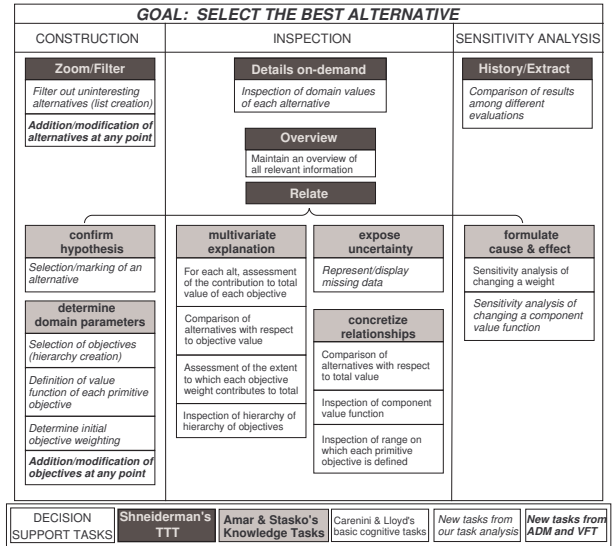 GOAL: SELECT THE BEST ALTERNATIVE
CONSTRUCTION
INSPECTION
SENSITIVITY ANALYSIS
Zoom/Filter
Filter out uninteresting
alternatives (list creation)
Addition/modification of
alternatives at any point
Details on-demand
Inspection of domain values
of each alternative
History/Extract
Comparison of results
among different
evaluations
Overview
Maintain an overview of
all relevant information
Relate
confirm
hypothesis
Selection/marking of an
alternative
determine
domain parameters
Selection of objectives
(hierarchy creation)
Definition of value
function of each primitive
objective
Determine initial
objective weighting
Addition/modification of
objectives at any point
multivariate
explanation
For each alt, assessment
of the contribution to total
value of each objective
Comparison of
alternatives with respect
to objective value
Assessment of the extent
to which each objective
weight contributes to total
Inspection of hierarchy of
hierarchy of objectives
expose
uncertainty
Represent/display
missing data
concretize
relationships
Comparison of
alternatives with respect
to total value
Inspection of component
value function
Inspection of range on
which each primitive
objective is defined
formulate
cause & effect
Sensitivity analysis of
changing a weight
Sensitivity analysis of
changing a component
value function
DECISION
SUPPORT TASKS
Shneiderman's
TTT
Amar & Stasko's
Knowledge Tasks
Carenini & Lloyd's
basic cognitive tasks
New tasks from
our task analysis
New tasks from
ADM and VFT